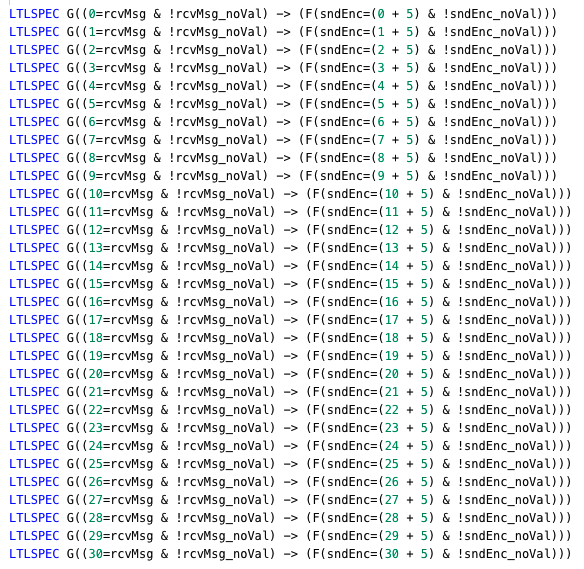 LTLSPEC G((0=rcvMsg & !rcvMsg_noVal) -> (F(sndEnc=(0 + 5) & !sndEnc_noVal)))
LTLSPEC G((1=rcvMsg & !rcvMsg_noVal) -> (F(sndEnc=(1 + 5) & !sndEnc_noVal)))
LTLSPEC G((2=rcvMsg & !rcvMsg_noVal) -> (F(sndEnc=(2 + 5) & !sndEnc_noVal)))
LTLSPEC G((3=rcvMsg & !rcvMsg_noVal) -> (F(sndEnc=(3 + 5) & !sndEnc_noVal)))
LTLSPEC G((4=rcvMsg & !rcvMsg_noVal) -> (F(sndEnc=(4 + 5) & !sndEnc_noVal)))
LTLSPEC G((5=rcvMsg & !rcvMsg_noVal) -> (F(sndEnc=(5 + 5) & !sndEnc_noVal)))
LTLSPEC G((6=rcvMsg & !rcvMsg_noVal) -> (F(sndEnc=(6 + 5) & !sndEnc_noVal)))
LTLSPEC G((7=rcvMsg & !rcvMsg_noVal) -> (F(sndEnc=(7 + 5) & !sndEnc_noVal)))
LTLSPEC G((8=rcvMsg & !rcvMsg_noVal) -> (F(sndEnc=(8 + 5) & !sndEnc_noVal)))
LTLSPEC G((9=rcvMsg & !rcvMsg_noVal) -> (F(sndEnc=(9 + 5) & !sndEnc_noVal)))
LTLSPEC G((10=rcvMsg & !rcvMsg_noVal) -> (F(sndEnc=(10 + 5) & !sndEnc_noVal)))
LTLSPEC G((11=rcvMsg & !rcvMsg_noVal) -> (F(sndEnc=(11 + 5) & !sndEnc_noVal)))
LTLSPEC G((12=rcvMsg & !rcvMsg_noVal) -> (F(sndEnc=(12 + 5) & !sndEnc_noVal)))
LTLSPEC G((13=rcvMsg & !rcvMsg_noVal) -> (F(sndEnc=(13 + 5) & !sndEnc_noVal)))
LTLSPEC G((14=rcvMsg & !rcvMsg_noVal) -> (F(sndEnc=(14 + 5) & !sndEnc_noVal)))
LTLSPEC G((15=rcvMsg & !rcvMsg_noVal) -> (F(sndEnc=(15 + 5) & !sndEnc_noVal)))
LTLSPEC G((16=rcvMsg & !rcvMsg_noVal) -> (F(sndEnc=(16 + 5) & !sndEnc_noVal)))
LTLSPEC G((17=rcvMsg & !rcvMsg_noVal) -> (F(sndEnc=(17 + 5) & !sndEnc_noVal)))
LTLSPEC G((18=rcvMsg & !rcvMsg_noVal) -> (F(sndEnc=(18 + 5) & !sndEnc_noVal)))
LTLSPEC G((19=rcvMsg & !rcvMsg_noVal) -> (F(sndEnc=(19 + 5) & !sndEnc_noVal)))
LTLSPEC G((20=rcvMsg & !rcvMsg_noVal) -> (F(sndEnc=(20 + 5) & !sndEnc_noVal)))
LTLSPEC G((21=rcvMsg & !rcvMsg_noVal) -> (F(sndEnc=(21 + 5) & !sndEnc_noVal)))
LTLSPEC G((22=rcvMsg & !rcvMsg_noVal) -> (F(sndEnc=(22 + 5) & !sndEnc_noVal)))
LTLSPEC G((23=rcvMsg & !rcvMsg_noVal) -> (F(sndEnc=(23 + 5) & !sndEnc_noVal)))
LTLSPEC G((24=rcvMsg & !rcvMsg_noVal) -> (F(sndEnc=(24 + 5) & !sndEnc_noVal)))
LTLSPEC G((25=rcvMsg & !rcvMsg_noVal) -> (F(sndEnc=(25 + 5) & !sndEnc_noVal)))
LTLSPEC G((26=rcvMsg & !rcvMsg_noVal) -> (F(sndEnc=(26 + 5) & !sndEnc_noVal)))
LTLSPEC G((27=rcvMsg & !rcvMsg_noVal) -> (F(sndEnc=(27 + 5) & !sndEnc_noVal)))
LTLSPEC G((28=rcvMsg & !rcvMsg_noVal) -> (F(sndEnc=(28 + 5) & !sndEnc_noVal)))
LTLSPEC G((29=rcvMsg & !rcvMsg_noVal) -> (F(sndEnc=(29 + 5) & !sndEnc_noVal)))
LTLSPEC G((30=rcvMsg & !rcvMsg_noVal) -> (F(sndEnc=(30 + 5) & !sndEnc_noVal)))